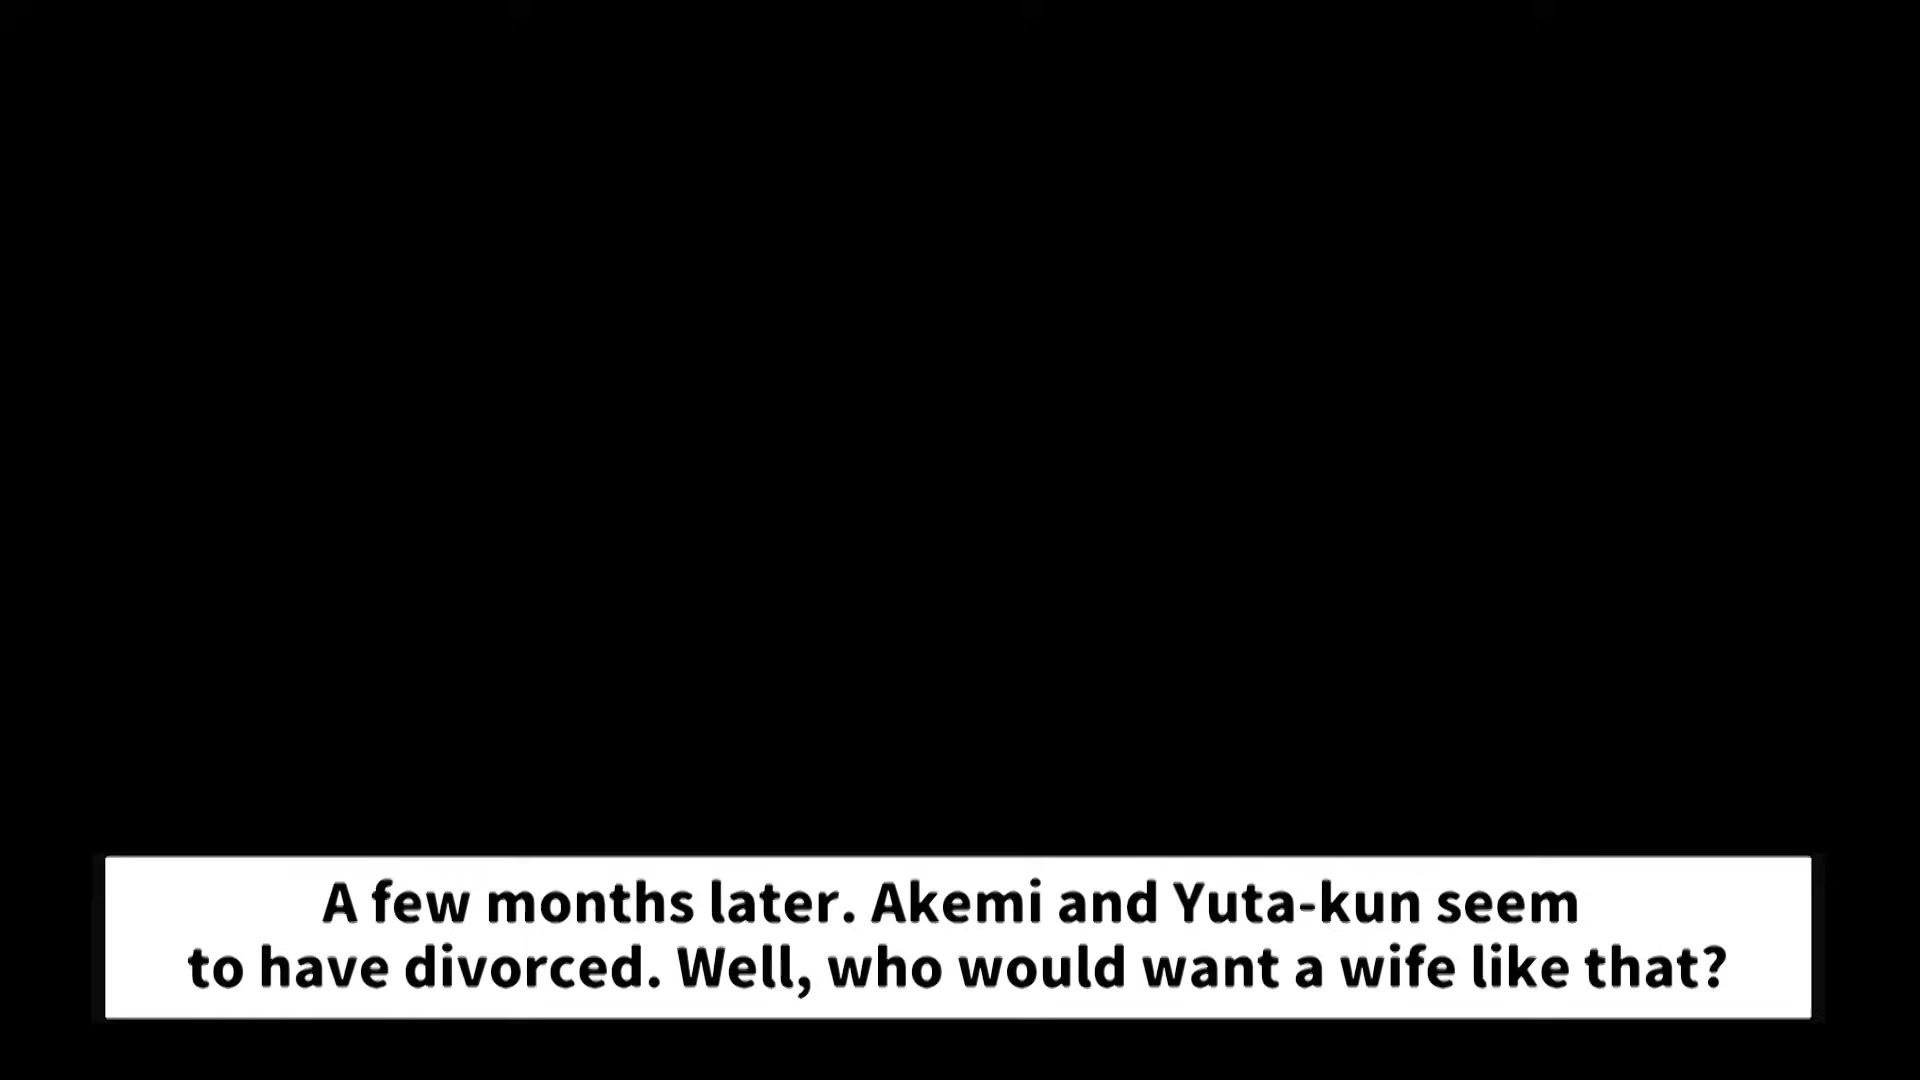 A few months later. Akemi and Yuta-kun seem
to have divorced. Well, who would want a wife like that?